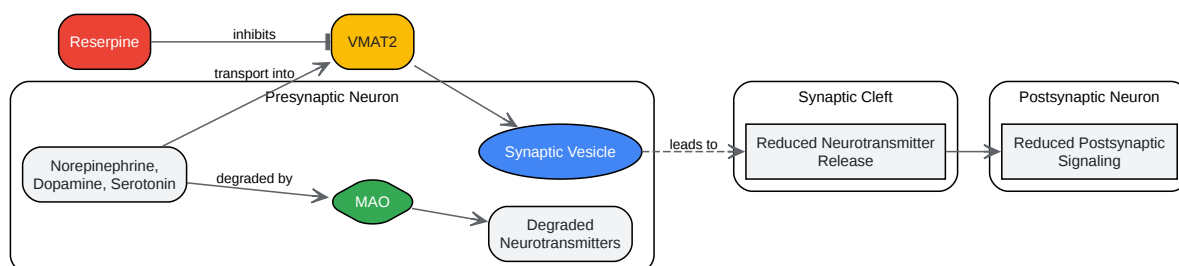 Reserpine
inhibits
VMAT2
transport into
Presynaptic Neuron
Synaptic Cleft
Postsynaptic Neuron
Norepinephrine,
Dopamine, Serotonin
degraded by
MAO
Synaptic Vesicle
leads to
Reduced Neurotransmitter
Release
Reduced Postsynaptic
Signaling
Degraded
Neurotransmitters